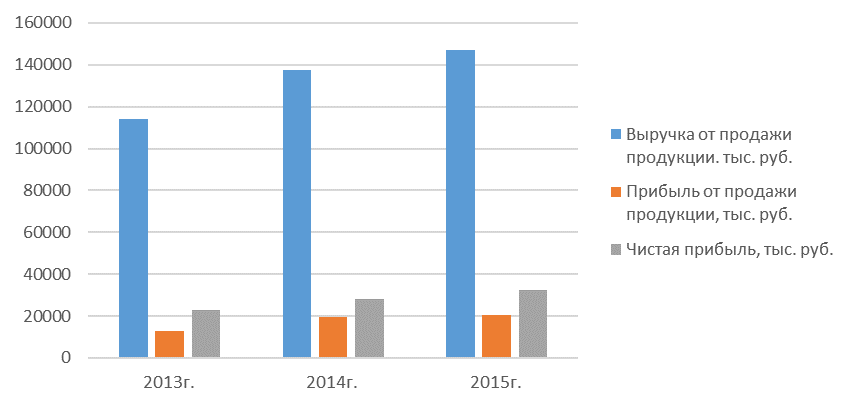 160000
140000
120000
100000
80000
60000
40000
20000
0
2013г.
2014г.
2015г.
Выручка от продажи
продукции. тыс. руб.
Прибыль от продажи
продукции, тыс. руб.
Чистая прибыль, тыс. руб.